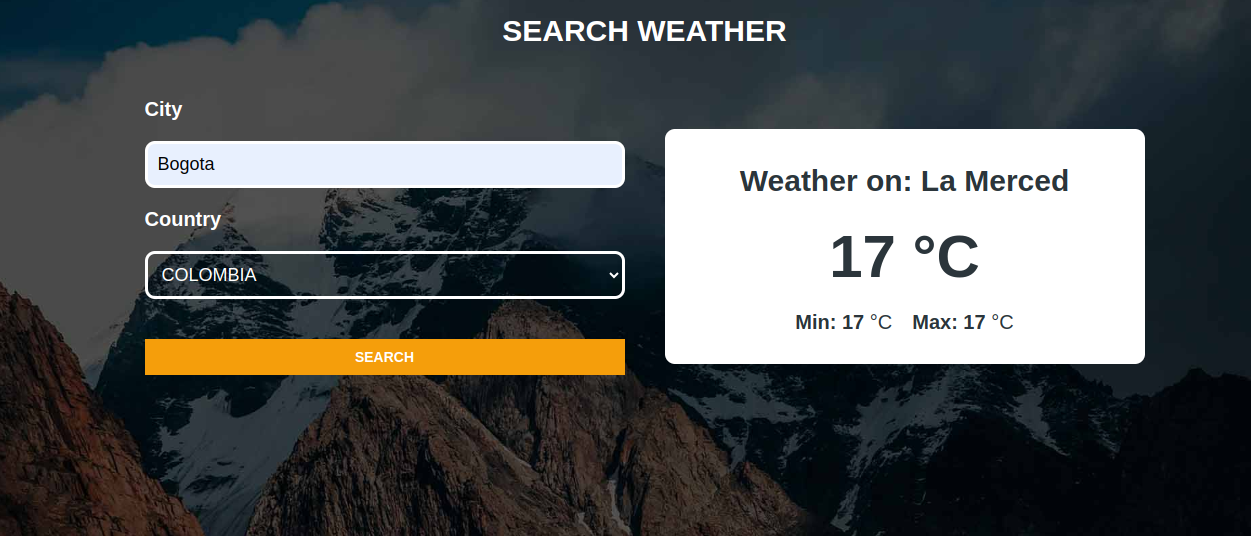 SEARCH WEATHER
City
Bogota
Country
COLOMBIA
SEARCH
Weather on: La Merced
17 °C
Min: 17 °C Max: 17 °C